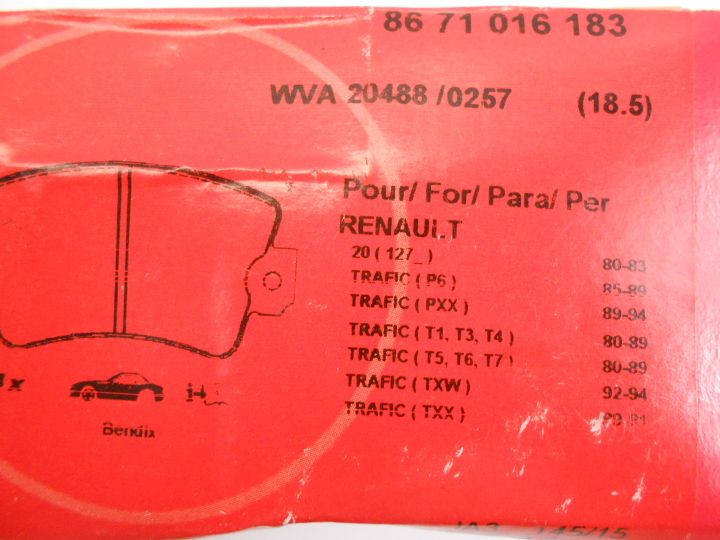 86 71 016 183
WVA 20488 /0257 (18.5)
Pour/ For/ Para/ Per
RENAULT
20 ( 127_ ) 80-83
TRAFIC ( P6) 85-89
TRAFIC ( PXX ) 89-94
TRAFIC ( T1, T3, T4 ) 80-89
TRAFIC ( T5, T6, T7 ) 80-89
TRAFIC ( TXW ) 92-94
TRAFIC ( TXX )
x
Bendix
145/15